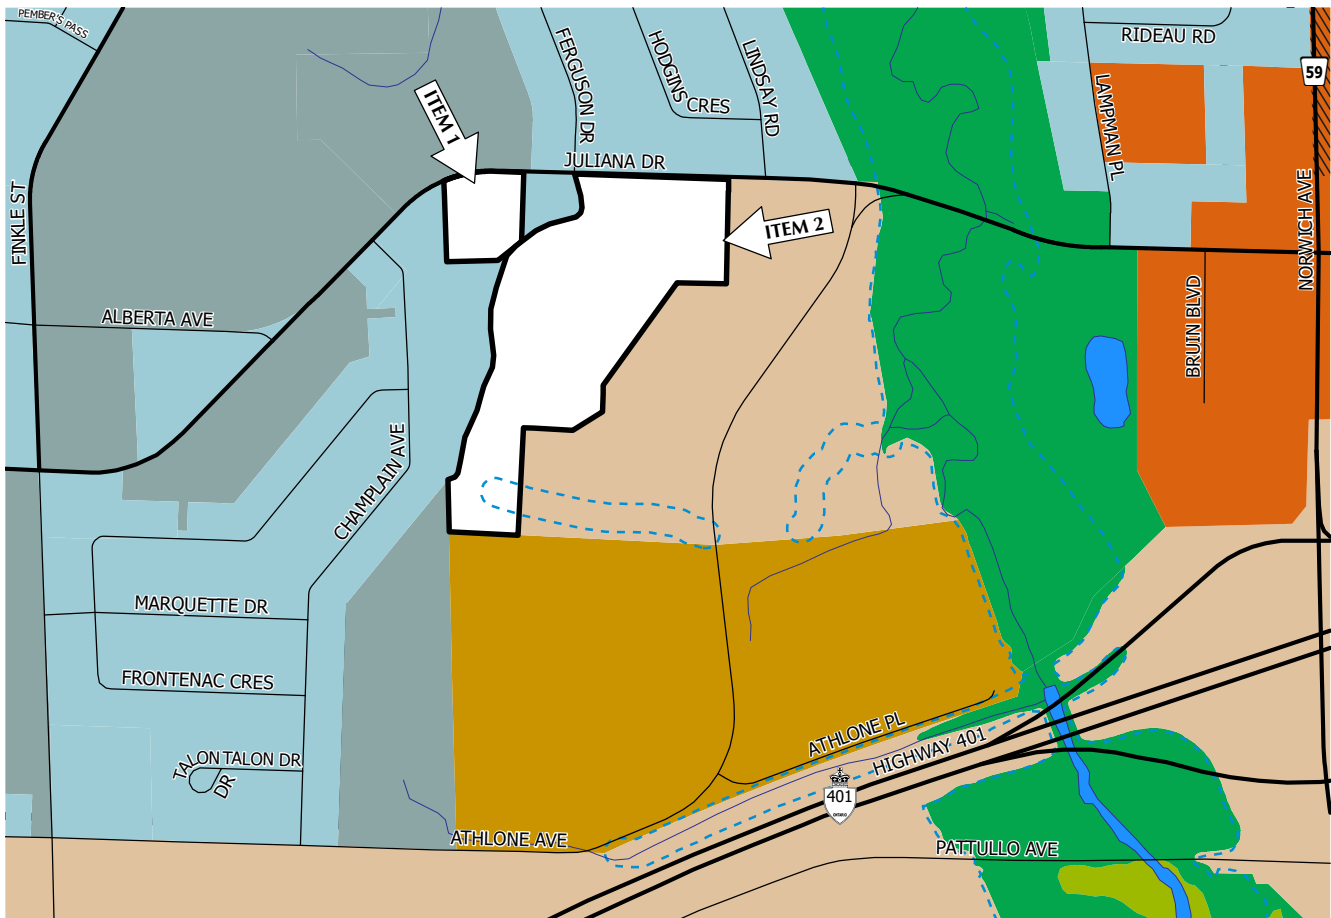 PEMBER'S PASS
RIDEAU RD
59
FERGUSON DR
HODGINS
CRES
LINDSAY RD
LAMPMAN PL
ITEM 1
JULIANA DR
FINKLE ST
ITEM 2
NORWICH AVE
ALBERTA AVE
BRUIN BLVD
CHAMPLAIN AVE
MARQUETTE DR
FRONTENAC CRES
ATHLONE PL
HIGHWAY 401
TALON
TALON DR
DR
401
ONTARIO
ATHLONE AVE
PATTULLO AVE